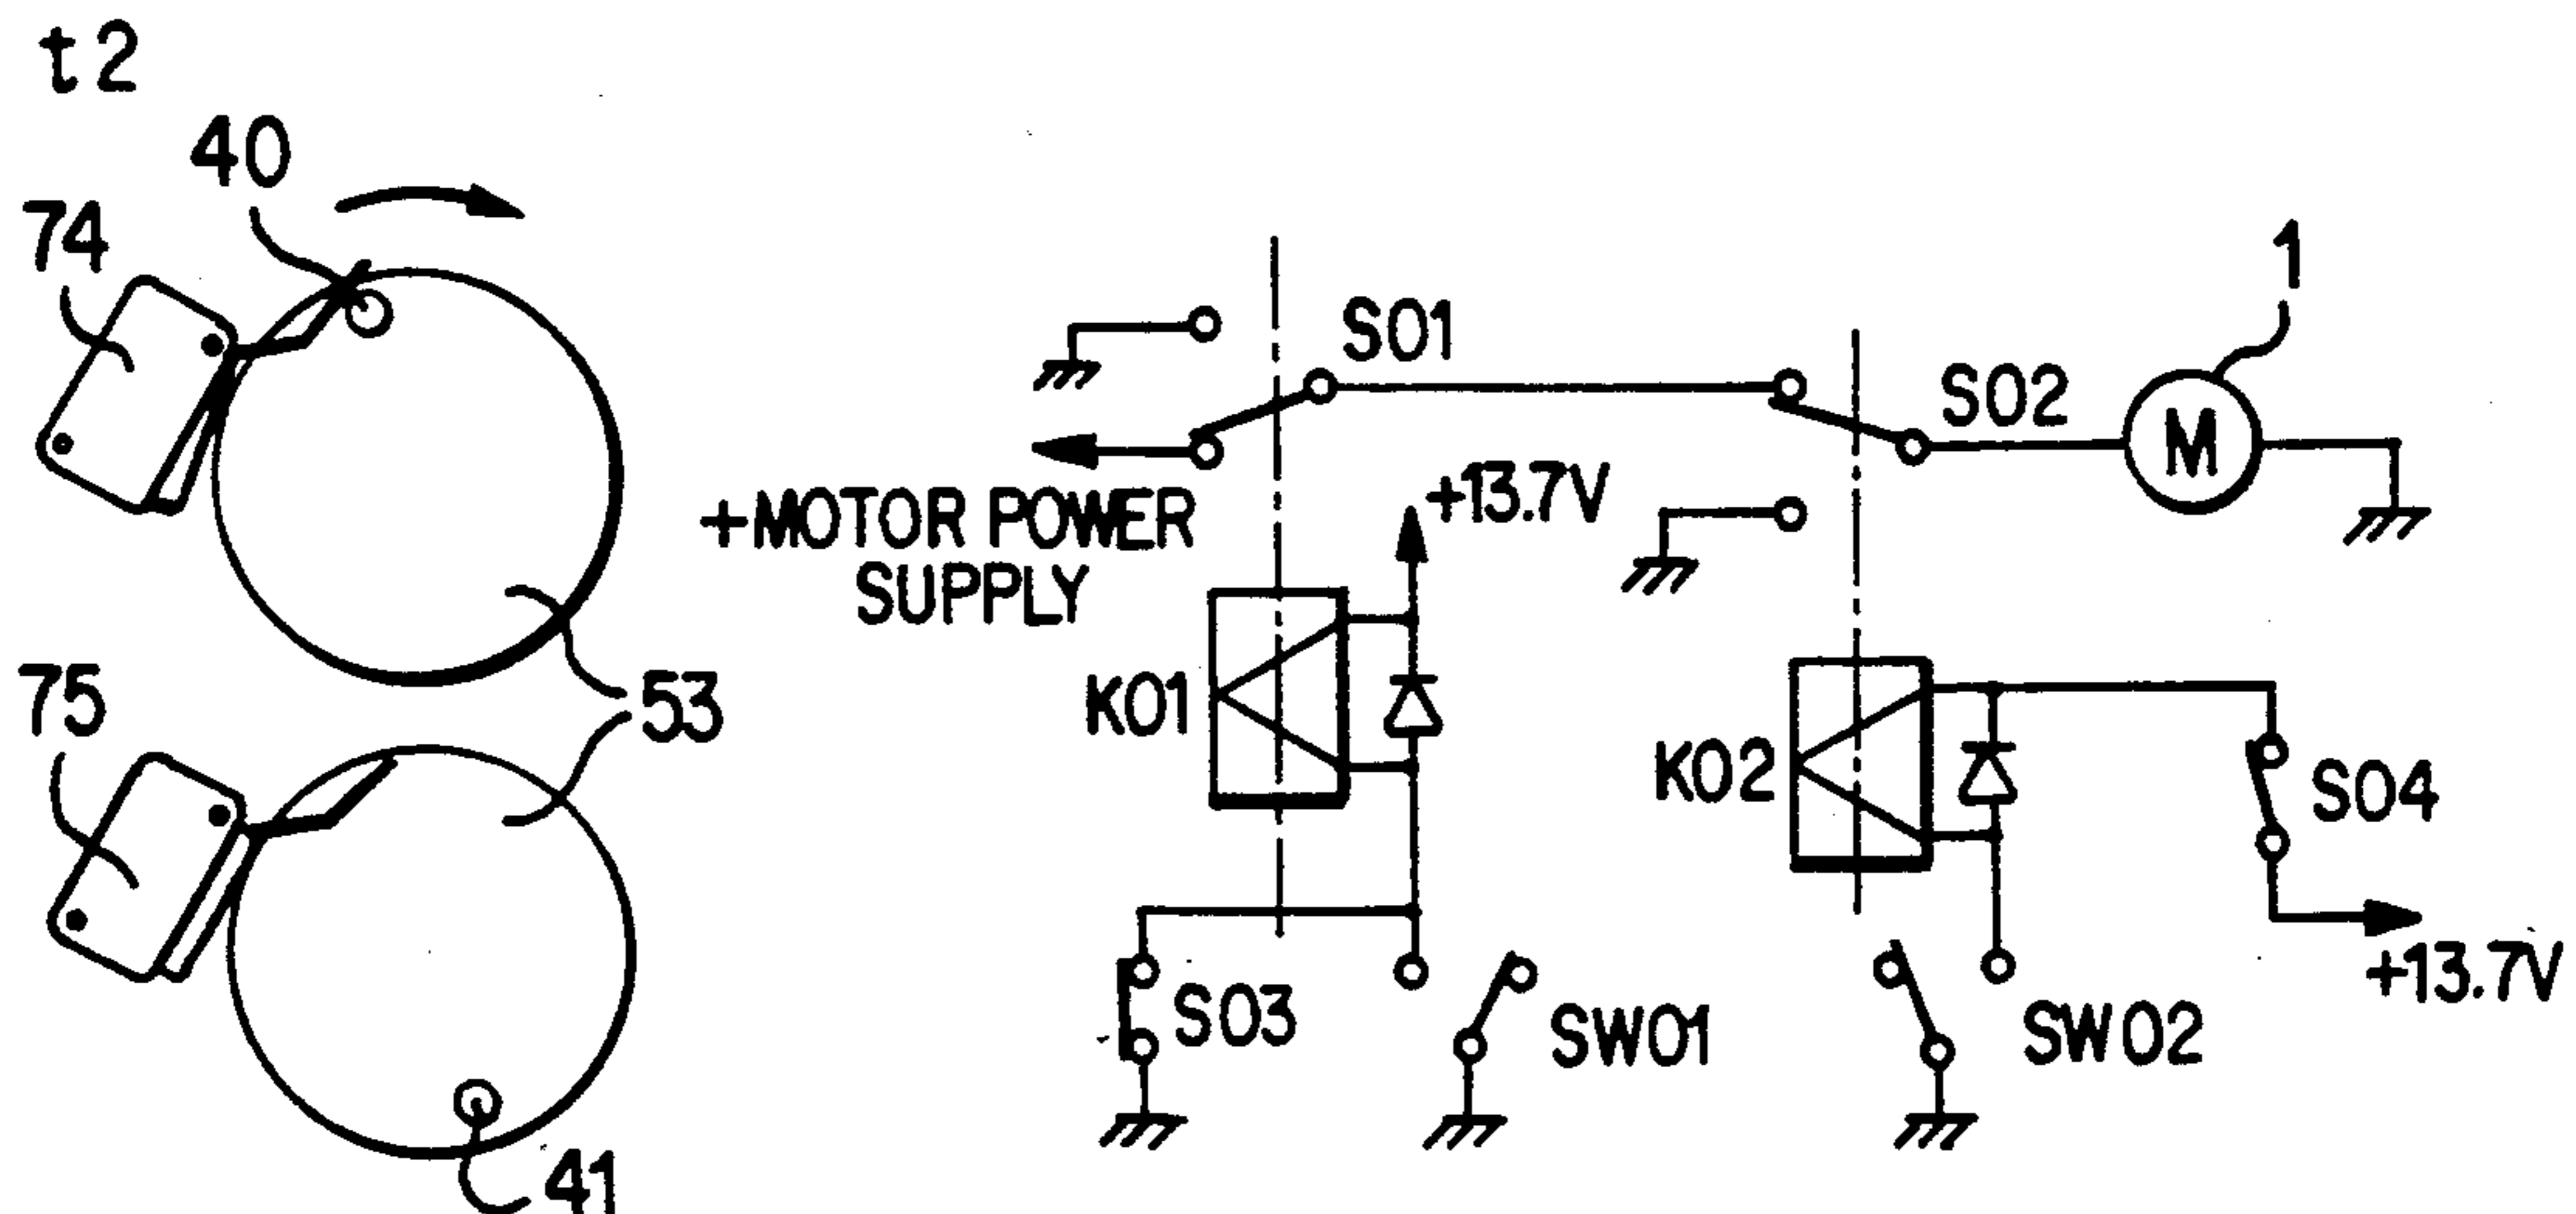 t2
40
74
1
S01
S02
M
+13.7V
+MOTOR POWER
SUPPLY
75
53
K01
K02
S04
S03
SW01
SW02
+13.7V
41